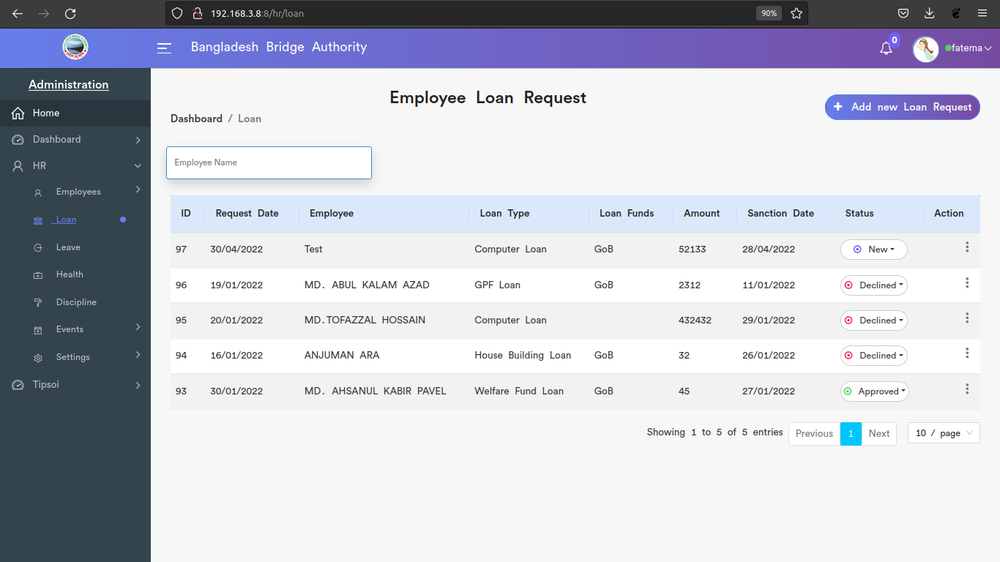 192.168.3.8:8/hr/loan 90%
Bangladesh Bridge Authority 0 fatema
Administration
Home
Dashboard
HR
Employees
Loan
Leave
Health
Discipline
Events
Settings
Tipsoi
Employee Loan Request
Add new Loan Request
Dashboard / Loan
Employee Name
ID Request Date Employee Loan Type Loan Funds Amount Sanction Date Status Action
97 30/04/2022 Test Computer Loan GoB 52133 28/04/2022 New
96 19/01/2022 MD. ABUL KALAM AZAD GPF Loan GoB 2312 11/01/2022 Declined
95 20/01/2022 MD.TOFAZZAL HOSSAIN Computer Loan 432432 29/01/2022 Declined
94 16/01/2022 ANJUMAN ARA House Building Loan GoB 32 26/01/2022 Declined
93 30/01/2022 MD. AHSANUL KABIR PAVEL Welfare Fund Loan GoB 45 27/01/2022 Approved
Showing 1 to 5 of 5 entries Previous 1 Next 10 / page